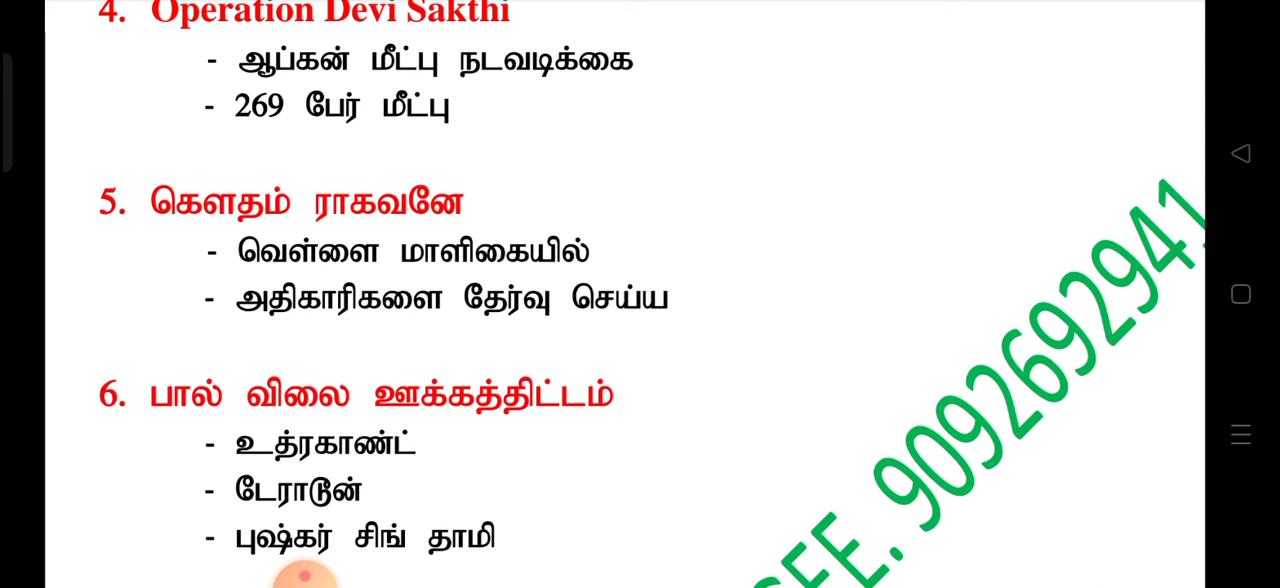 4. Operation Devi Sakthi
- ஆப்கன் மீட்பு நடவடிக்கை
- 269 பேர் மீட்பு
5. கௌதம் ராகவனே
- வெள்ளை மாளிகையில்
- அதிகாரிகளை தேர்வு செய்ய
6. பால் விலை ஊக்கத்திட்டம்
- உத்ரகாண்ட்
- டேராடூன்
- புஷ்கர் சிங் தாமி
9092692941